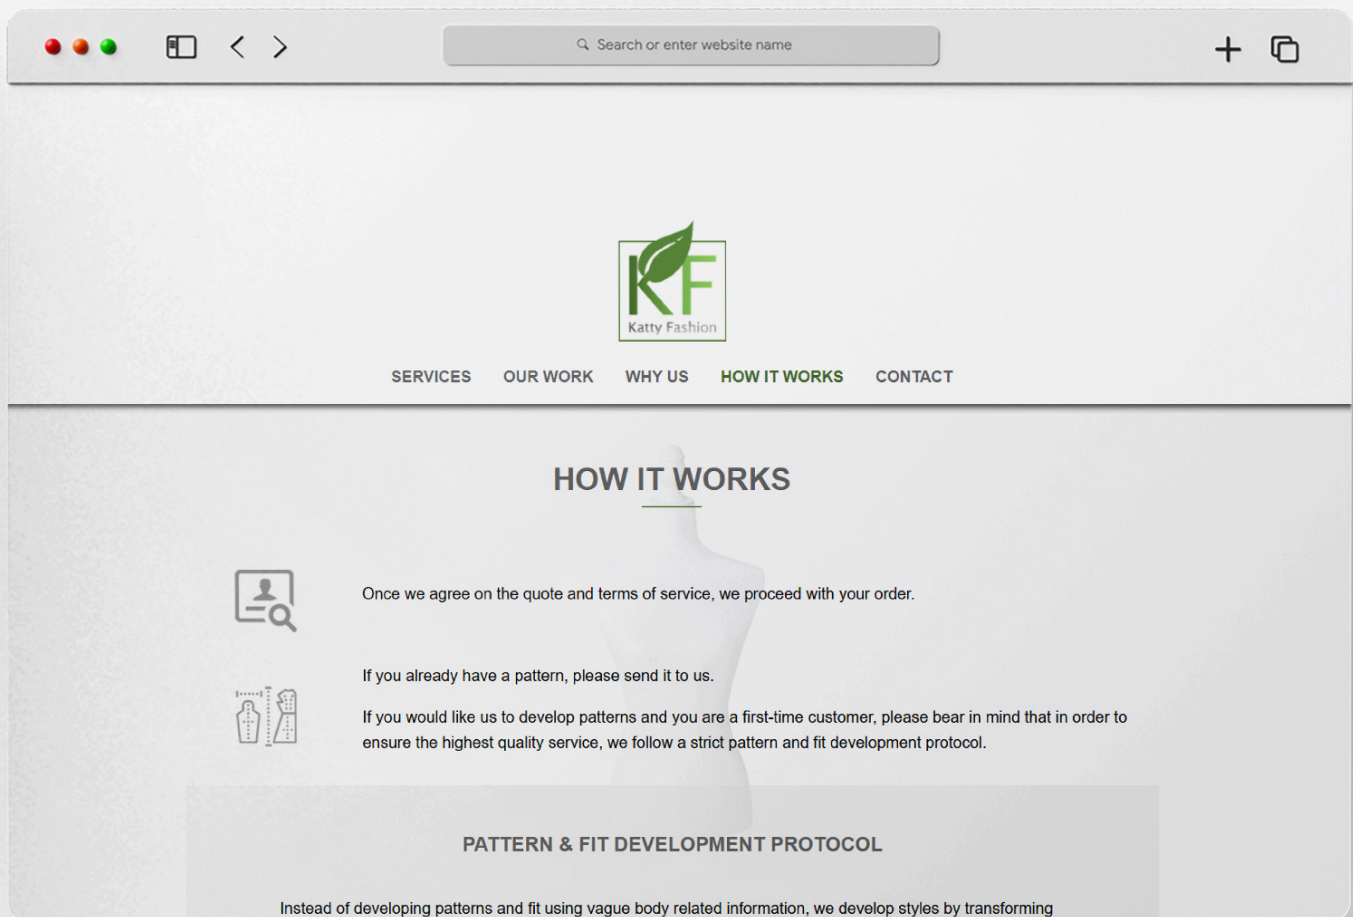 Search or enter website name
KF
Katty Fashion
SERVICES OUR WORK WHY US HOW IT WORKS CONTACT
HOW IT WORKS
Once we agree on the quote and terms of service, we proceed with your order.
If you already have a pattern, please send it to us.
If you would like us to develop patterns and you are a first-time customer, please bear in mind that in order to
ensure the highest quality service, we follow a strict pattern and fit development protocol.
PATTERN & FIT DEVELOPMENT PROTOCOL
Instead of developing patterns and fit using vague body related information, we develop styles by transforming